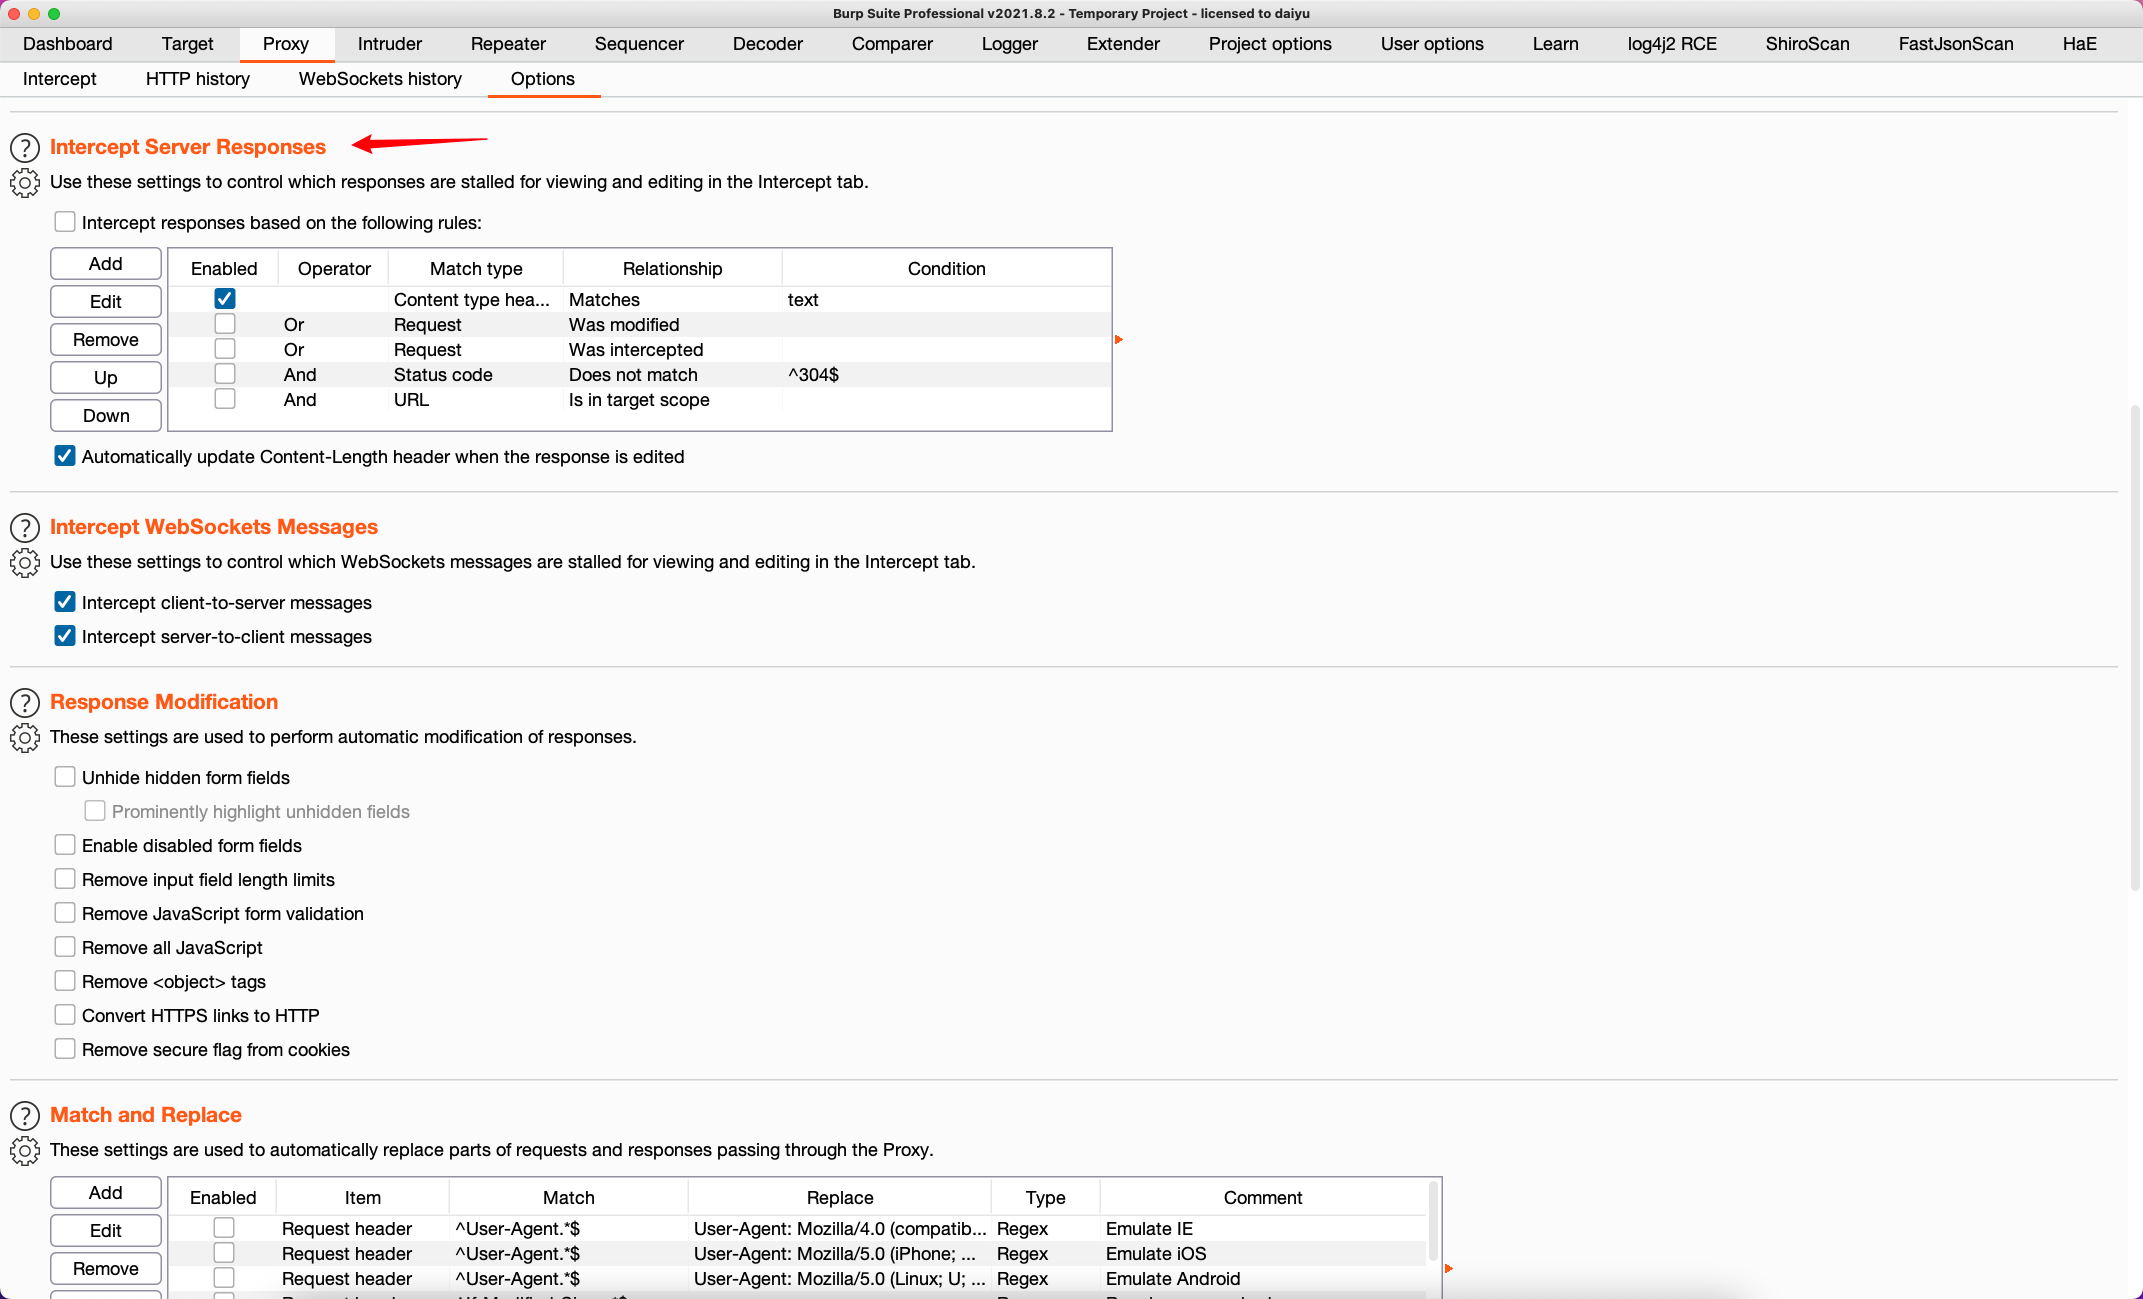 Burp Suite Professional v2021.8.2 - Temporary Project - licensed to daiyu
Dashboard Target Proxy Intruder Repeater Sequencer Decoder Comparer Logger Extender Project options User options Learn log4j2 RCE ShiroScan FastJsonScan HaE
Intercept HTTP history WebSockets history Options
Intercept Server Responses
Use these settings to control which responses are stalled for viewing and editing in the Intercept tab.
Intercept responses based on the following rules:
Add
Edit
Remove
Up
Down
Enabled Operator Match type Relationship Condition
Content type hea... Matches text
Or Request Was modified
Or Request Was intercepted
And Status code Does not match ^304$
And URL Is in target scope
Automatically update Content-Length header when the response is edited
Intercept WebSockets Messages
Use these settings to control which WebSockets messages are stalled for viewing and editing in the Intercept tab.
Intercept client-to-server messages
Intercept server-to-client messages
Response Modification
These settings are used to perform automatic modification of responses.
Unhide hidden form fields
Prominently highlight unhidden fields
Enable disabled form fields
Remove input field length limits
Remove JavaScript form validation
Remove all JavaScript
Remove <object> tags
Convert HTTPS links to HTTP
Remove secure flag from cookies
Match and Replace
These settings are used to automatically replace parts of requests and responses passing through the Proxy.
Add
Edit
Remove
Enabled Item Match Replace Type Comment
Request header ^User-Agent.*$ User-Agent: Mozilla/4.0 (compatib... Regex Emulate IE
Request header ^User-Agent.*$ User-Agent: Mozilla/5.0 (iPhone; ... Regex Emulate iOS
Request header ^User-Agent.*$ User-Agent: Mozilla/5.0 (Linux; U; ... Regex Emulate Android